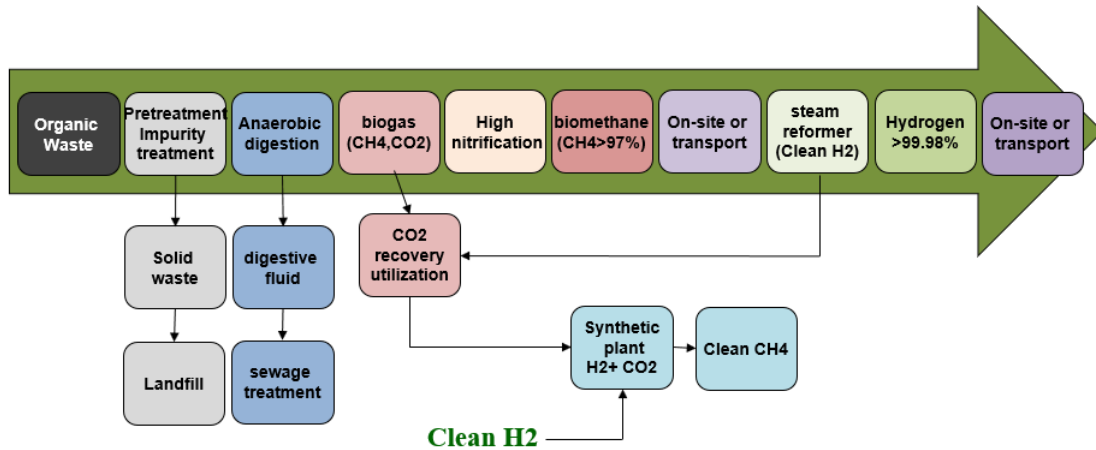 Organic
Waste
Pretreatment
Impurity
treatment
Anaerobic
digestion
biogas
(CH4,CO2)
High
nitrification
biomethane
(CH4>97%)
On-site or
transport
steam
reformer
(Clean H2)
Hydrogen
>99.98%
On-site or
transport
Solid
waste
digestive
fluid
CO2
recovery
utilization
Landfill
sewage
treatment
Synthetic
plant
H2+ CO2
Clean CH4
Clean H2